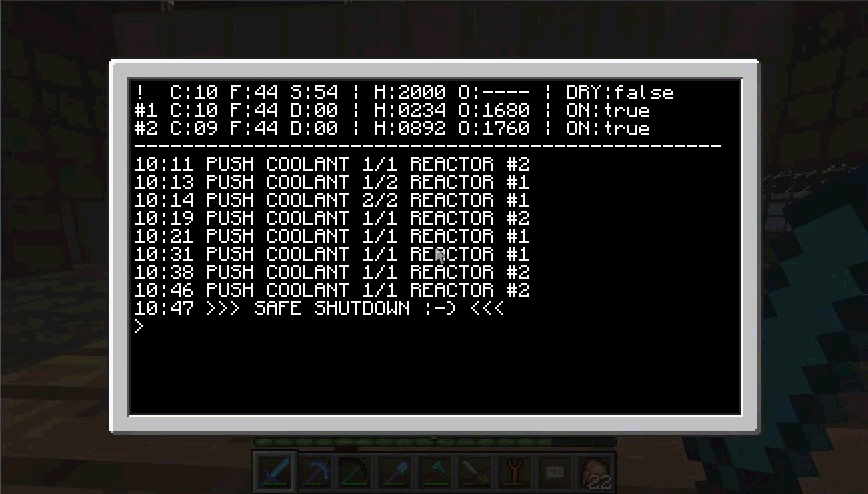 !  C:10 F:44 S:54 | H:2000 O:---- | DRY:false
#1 C:10 F:44 D:00 | H:0234 O:1680 | ON:true
#2 C:09 F:44 D:00 | H:0892 O:1760 | ON:true
-------------------------------------------------
10:11 PUSH COOLANT 1/1 REACTOR #2
10:13 PUSH COOLANT 1/2 REACTOR #1
10:14 PUSH COOLANT 2/2 REACTOR #1
10:19 PUSH COOLANT 1/1 REACTOR #2
10:21 PUSH COOLANT 1/1 REACTOR #1
10:31 PUSH COOLANT 1/1 REACTOR #1
10:38 PUSH COOLANT 1/1 REACTOR #2
10:46 PUSH COOLANT 1/1 REACTOR #2
10:47 >>> SAFE SHUTDOWN :-) <<<
>
22